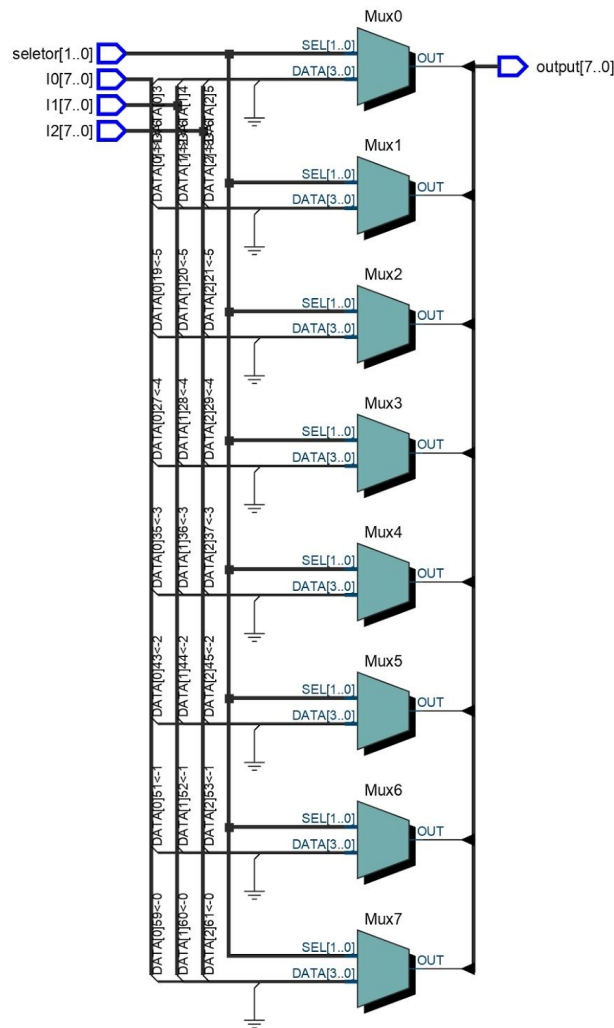 Mux0
seletor[1..0]
SEL[1..0]
OUT
output[7..0]
I0[7..0]
DATA[3..0]
I1[7..0]
I2[7..0]
Mux1
SEL[1..0]
OUT
DATA[3..0]
Mux2
DATA[0]19<-5
DATA[1]20<-5
DATA[2]21<-5
SEL[1..0]
OUT
DATA[3..0]
Mux3
DATA[0]27<-4
DATA[1]28<-4
DATA[2]29<-4
SEL[1..0]
OUT
DATA[3..0]
Mux4
DATA[0]35<-3
DATA[1]36<-3
DATA[2]37<-3
SEL[1..0]
OUT
DATA[3..0]
Mux5
DATA[0]43<-2
DATA[1]44<-2
DATA[2]45<-2
SEL[1..0]
OUT
DATA[3..0]
Mux6
DATA[0]51<-1
DATA[1]52<-1
DATA[2]53<-1
SEL[1..0]
OUT
DATA[3..0]
Mux7
DATA[0]59<-0
DATA[1]60<-0
DATA[2]61<-0
SEL[1..0]
OUT
DATA[3..0]